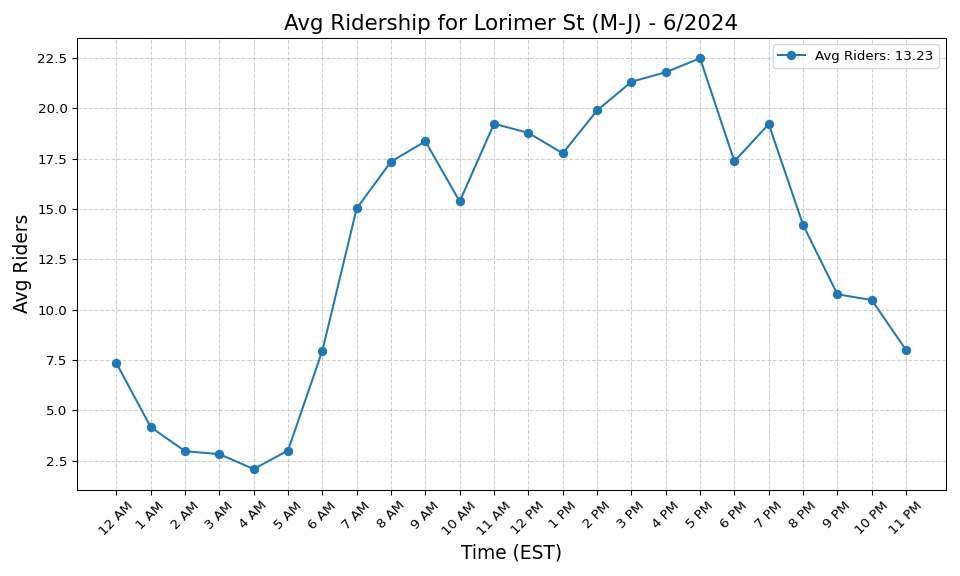 Avg Ridership for Lorimer St (M-J) - 6/2024
Avg Riders: 13.23
22.5
20.0
17.5
15.0
12.5
10.0
7.5
5.0
2.5
Avg Riders
12 AM
1 AM
2 AM
3 AM
4 AM
5 AM
6 AM
7 AM
8 AM
9 AM
10 AM
11 AM
12 PM
1 PM
2 PM
3 PM
4 PM
5 PM
6 PM
7 PM
8 PM
9 PM
10 PM
11 PM
Time (EST)